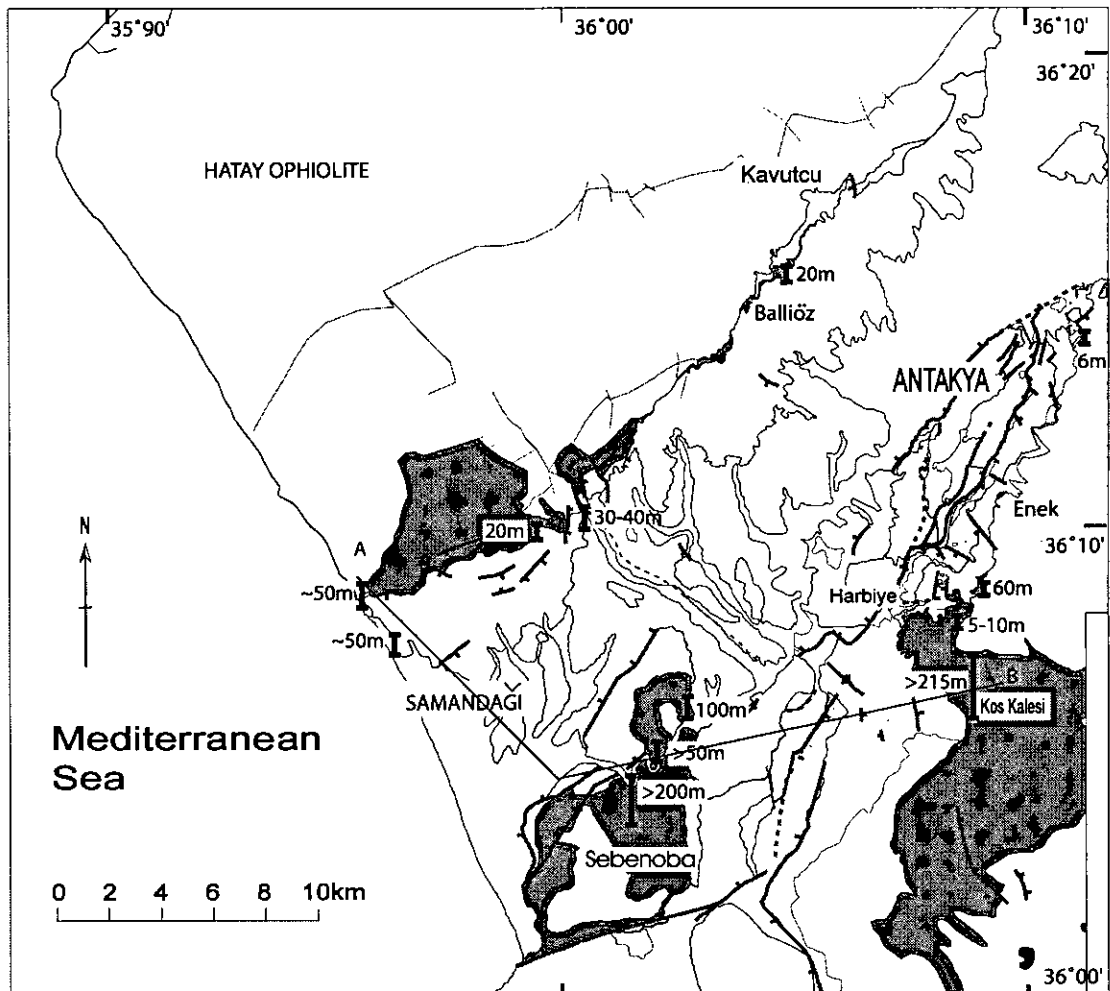 35°90'
36°00'
36°10'
36°20'
HATAY OPHIOLITE
Kavutcu
20m
Balliöz
ANTAKYA
6m
Enek
30-40m
20m
N
A
36°10'
~50m
Harbiye
60m
5-10m
~50m
>215m
B
SAMANDAĞI
100m
Kos Kalesi
Mediterranean
Sea
>50m
>200m
Sebenoba
0 2 4 6 8 10km
36°00'